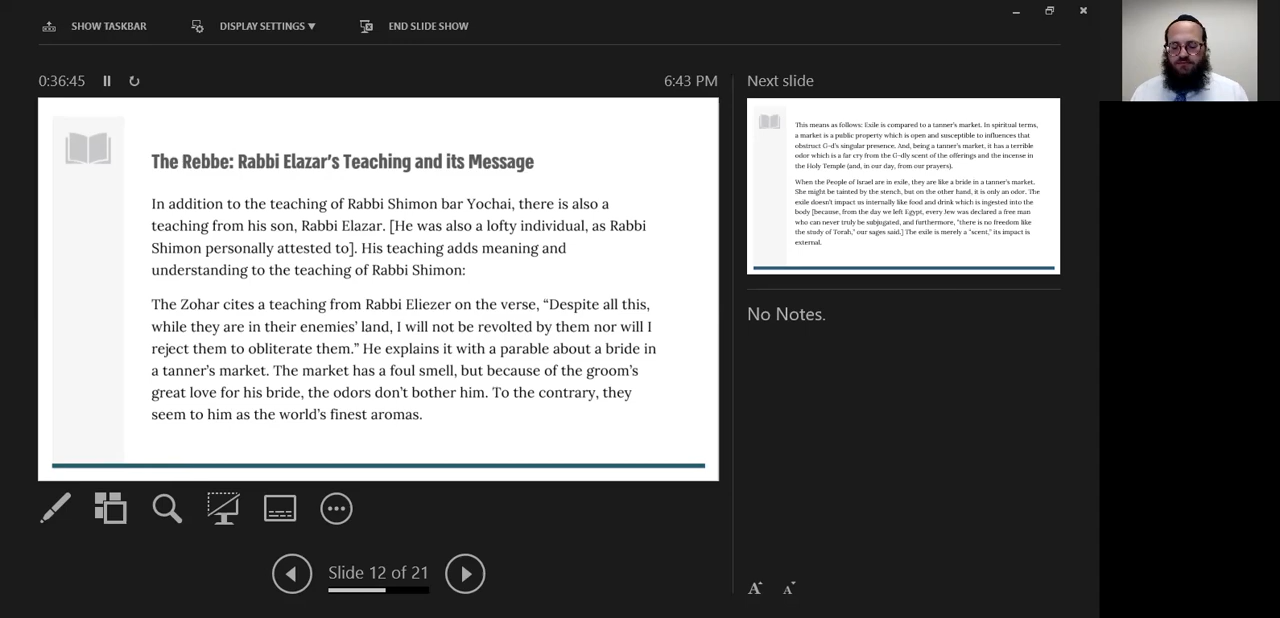 SHOW TASKBAR
DISPLAY SETTINGS ▼
END SLIDE SHOW
0:36:45
6:43 PM
The Rebbe: Rabbi Elazar's Teaching and its Message
In addition to the teaching of Rabbi Shimon bar Yochai, there is also a
teaching from his son, Rabbi Elazar. [He was also a lofty individual, as Rabbi
Shimon personally attested to]. His teaching adds meaning and
understanding to the teaching of Rabbi Shimon:
The Zohar cites a teaching from Rabbi Eliezer on the verse, “Despite all this,
while they are in their enemies’ land, I will not be revolted by them nor will I
reject them to obliterate them.” He explains it with a parable about a bride in
a tanner’s market. The market has a foul smell, but because of the groom’s
great love for his bride, the odors don’t bother him. To the contrary, they
seem to him as the world’s finest aromas.
Slide 12 of 21
Next slide
This means as follows: Exile is compared to a tanner's market. In spiritual terms,
a market is a public property which is open and susceptible to influences that
obstruct G-d's singular presence. And, being a tanner's market, it has a terrible
odor which is a far cry from the G-dly scent of the offerings and the incense in
the Holy Temple (and, in our day, from our prayers).
When the People of Israel are in exile, they are like a bride in a tanner's market.
She might be tainted by the stench, but on the other hand, it is only an odor. The
exile doesn't impact us internally like food and drink which is ingested into the
body [because, from the day we left Egypt, every Jew was declared a free man
who can never truly be subjugated, and furthermore, "there is no freedom like
the study of Torah," our sages said.] The exile is merely a "scent," its impact is
external.
No Notes.
A A